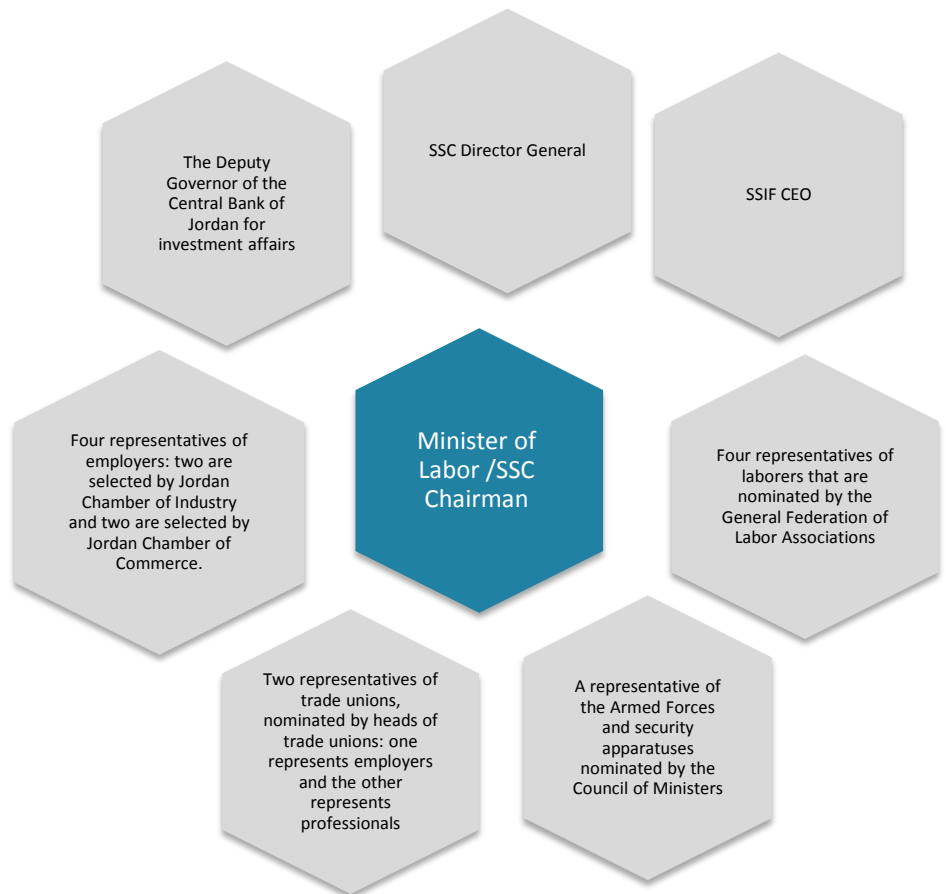 SSC Director General
The Deputy
Governor of the
Central Bank of
Jordan for
investment affairs
SSIF CEO
Minister of
Labor /SSC
Chairman
Four representatives of
employers: two are
selected by Jordan
Chamber of Industry
and two are selected by
Jordan Chamber of
Commerce.
Four representatives of
laborers that are
nominated by the
General Federation of
Labor Associations
Two representatives of
trade unions,
nominated by heads of
trade unions: one
represents employers
and the other
represents
professionals
A representative of
the Armed Forces
and security
apparatuses
nominated by the
Council of Ministers